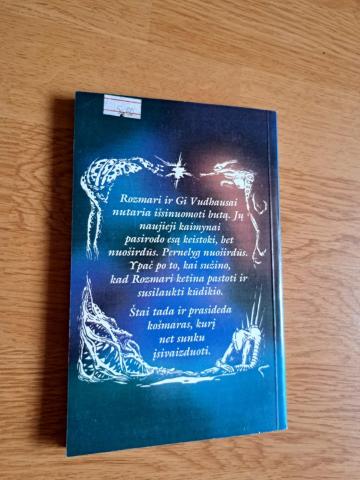 Rozmari ir Gi Vudhausai
nutaria išsinuomoti butą. Jų
naujieji kaimynai
pasirodo esą keistoki, bet
nuoširdūs. Pernelyg nuoširdūs.
Ypač po to, kai sužino,
kad Rozmari ketina pastoti ir
susilaukti kūdikio.
Štai tada ir prasideda
košmaras, kurį
net sunku
įsivaizduoti.